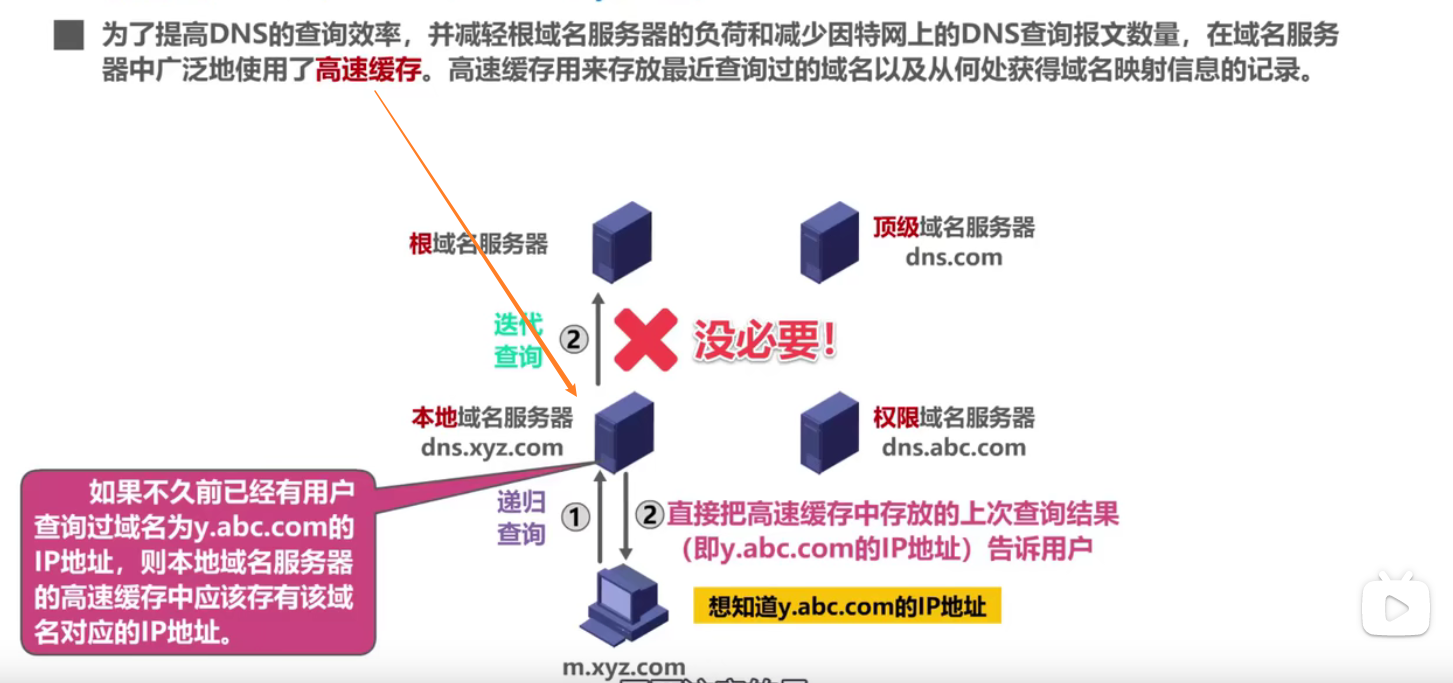 为了提高DNS的查询效率，并减轻根域名服务器的负荷和减少因特网上的DNS查询报文数量，在域名服务
器中广泛地使用了高速缓存。高速缓存用来存放最近查询过的域名以及从何处获得域名映射信息的记录。
根域名服务器
顶级域名服务器
dns.com
迭代
查询
②
没必要！
本地域名服务器
dns.xyz.com
权限域名服务器
dns.abc.com
如果不久前已经有用户
查询过域名为y.abc.com的
IP地址，则本地域名服务器
的高速缓存中应该存有该域
名对应的IP地址。
递归
查询
①
②直接把高速缓存中存放的上次查询结果
（即y.abc.com的IP地址）告诉用户
想知道y.abc.com的IP地址
m.xyz.com